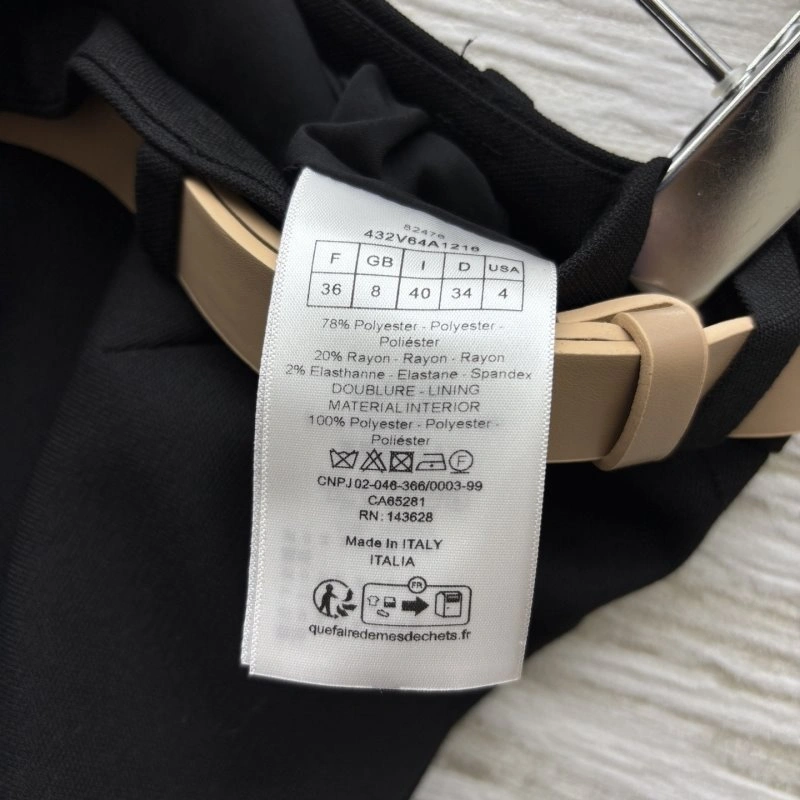 82476
432V64A1216
F GB I D USA
36 8 40 34 4
78% Polyester - Polyester -
Poliéster
20% Rayon - Rayon - Rayon
2% Elasthanne - Elastane - Spandex
DOUBLURE - LINING
MATERIAL INTERIOR
100% Polyester - Polyester -
Poliéster
F
CNPJ 02-046-366/0003-99
CA65281
RN: 143628
Made In ITALY
ITALIA
FR
quefairedemesdechets.fr